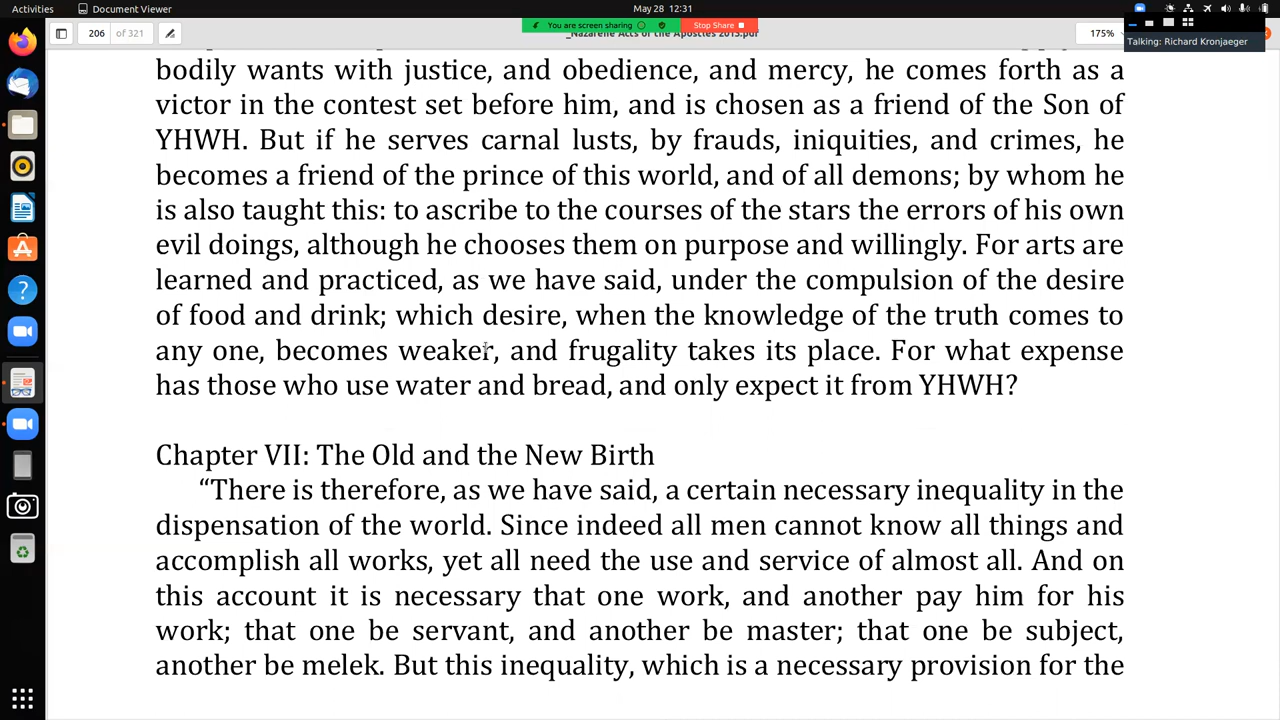 Activities
Document Viewer
May 28 12:31
You are screen sharing
Stop Share
206 of 321
_Nazarene Acts of the Apostles 2013.pdf
175%
Talking: Richard Kronjaeger
bodily wants with justice, and obedience, and mercy, he comes forth as a
victor in the contest set before him, and is chosen as a friend of the Son of
YHWH. But if he serves carnal lusts, by frauds, iniquities, and crimes, he
becomes a friend of the prince of this world, and of all demons; by whom he
is also taught this: to ascribe to the courses of the stars the errors of his own
evil doings, although he chooses them on purpose and willingly. For arts are
learned and practiced, as we have said, under the compulsion of the desire
of food and drink; which desire, when the knowledge of the truth comes to
any one, becomes weaker, and frugality takes its place. For what expense
has those who use water and bread, and only expect it from YHWH?
Chapter VII: The Old and the New Birth
“There is therefore, as we have said, a certain necessary inequality in the
dispensation of the world. Since indeed all men cannot know all things and
accomplish all works, yet all need the use and service of almost all. And on
this account it is necessary that one work, and another pay him for his
work; that one be servant, and another be master; that one be subject,
another be melek. But this inequality, which is a necessary provision for the